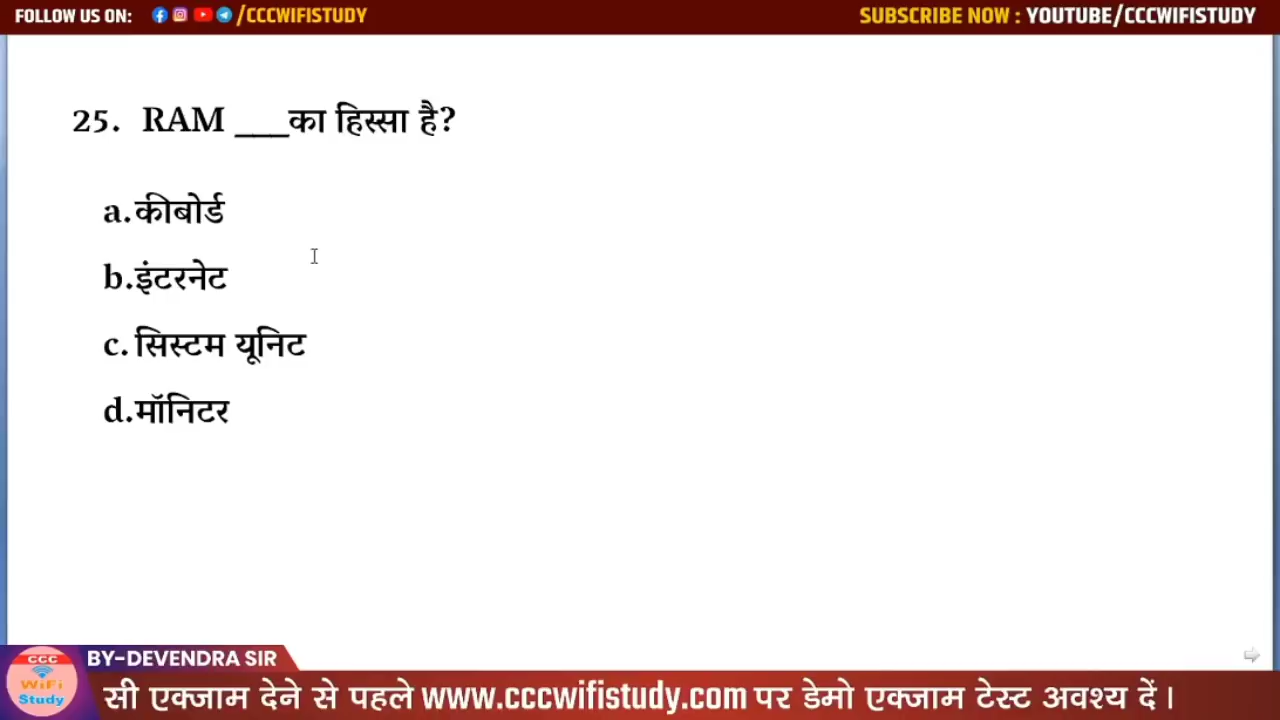 FOLLOW US ON: /CCCWIFISTUDY
SUBSCRIBE NOW : YOUTUBE/CCCWIFISTUDY
25. RAM ___का हिस्सा है?
a.कीबोर्ड
b.इंटरनेट
c. सिस्टम यूनिट
d.मॉनिटर
BY-DEVENDRA SIR
CCC
WiFi
Study
सी एक्जाम देने से पहले www.cccwifistudy.com पर डेमो एक्जाम टेस्ट अवश्य दें ।